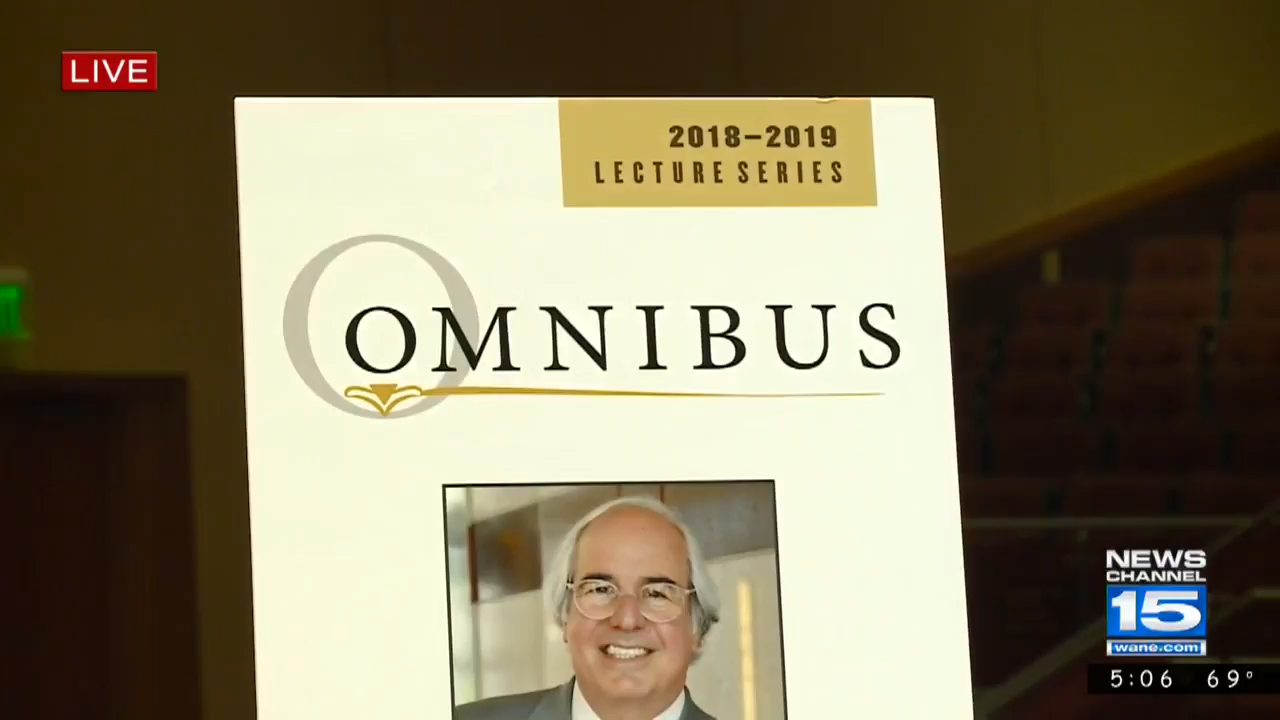 LIVE
2018–2019
LECTURE SERIES
OMNIBUS
NEWS
CHANNEL
15
wane.com
5:06 69°